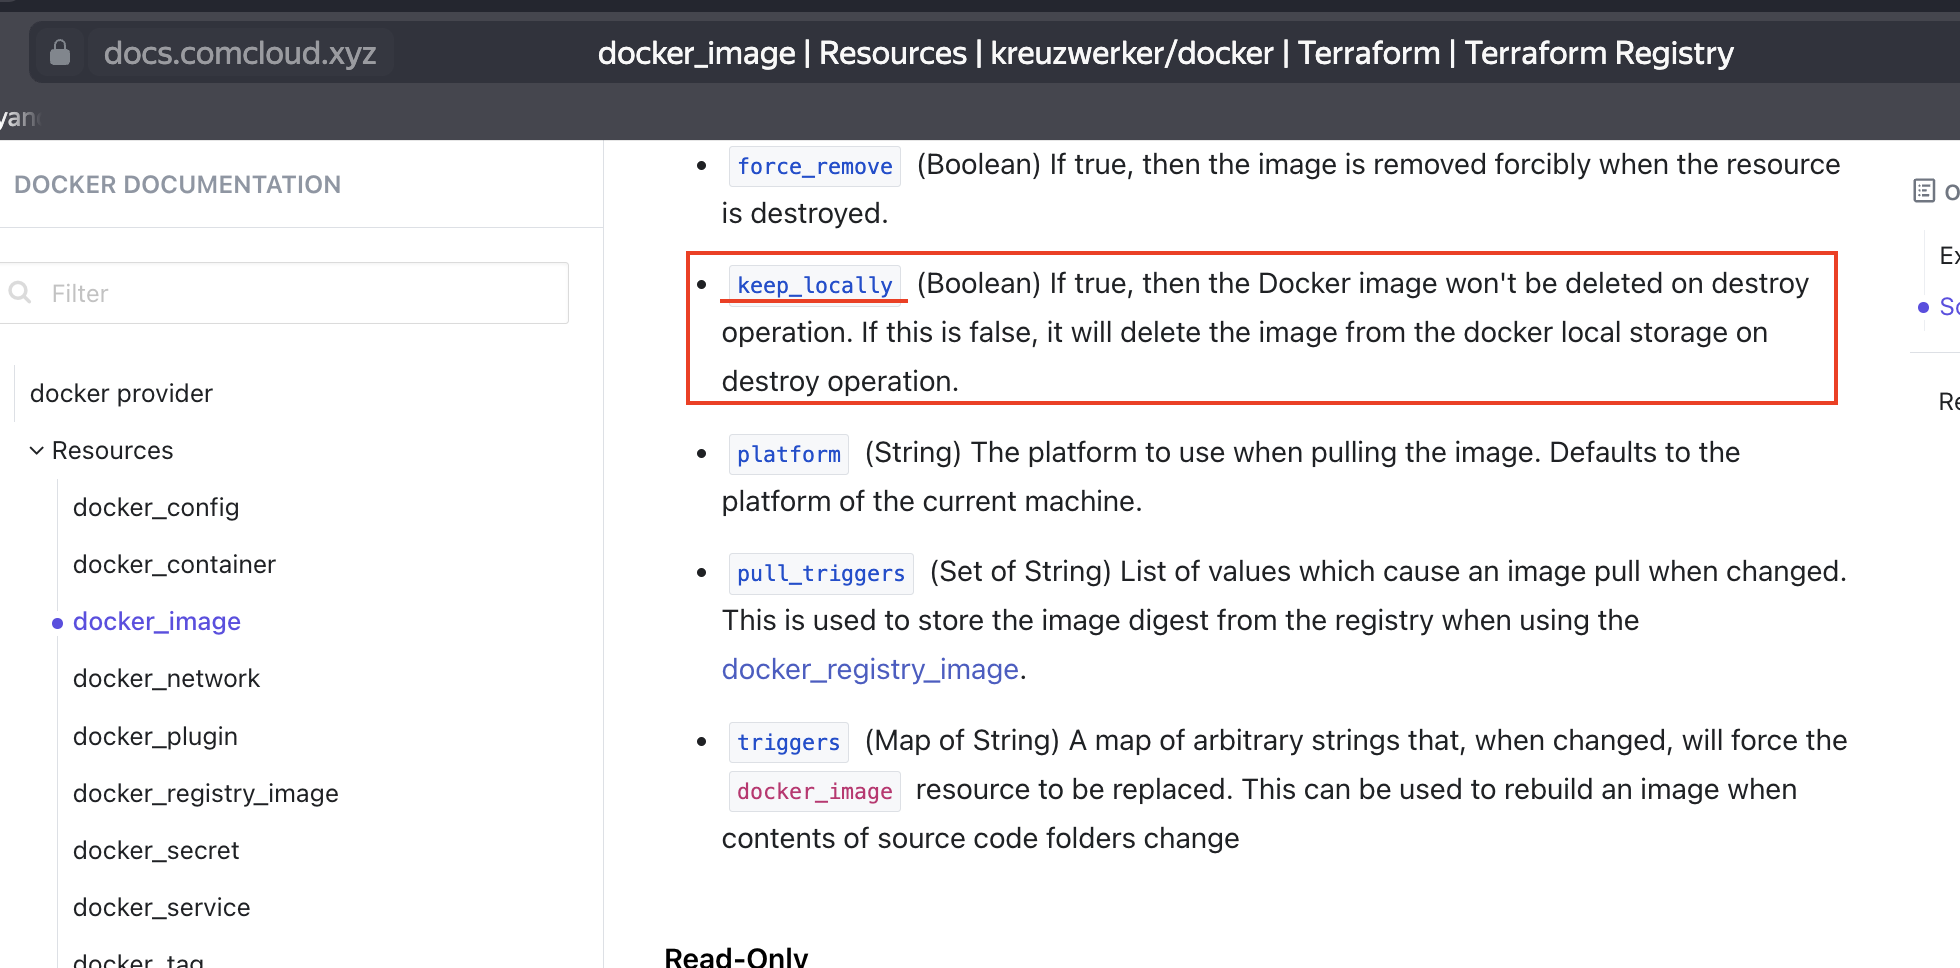 docs.comcloud.xyz
docker_image | Resources | kreuzwerker/docker | Terraform | Terraform Registry
DOCKER DOCUMENTATION
Filter
docker provider
Resources
docker_config
docker_container
docker_image
docker_network
docker_plugin
docker_registry_image
docker_secret
docker_service
docker_tag
• force_remove (Boolean) If true, then the image is removed forcibly when the resource
is destroyed.
• keep_locally (Boolean) If true, then the Docker image won't be deleted on destroy
operation. If this is false, it will delete the image from the docker local storage on
destroy operation.
• platform (String) The platform to use when pulling the image. Defaults to the
platform of the current machine.
• pull_triggers (Set of String) List of values which cause an image pull when changed.
This is used to store the image digest from the registry when using the
docker_registry_image.
• triggers (Map of String) A map of arbitrary strings that, when changed, will force the
docker_image resource to be replaced. This can be used to rebuild an image when
contents of source code folders change
Read-Only